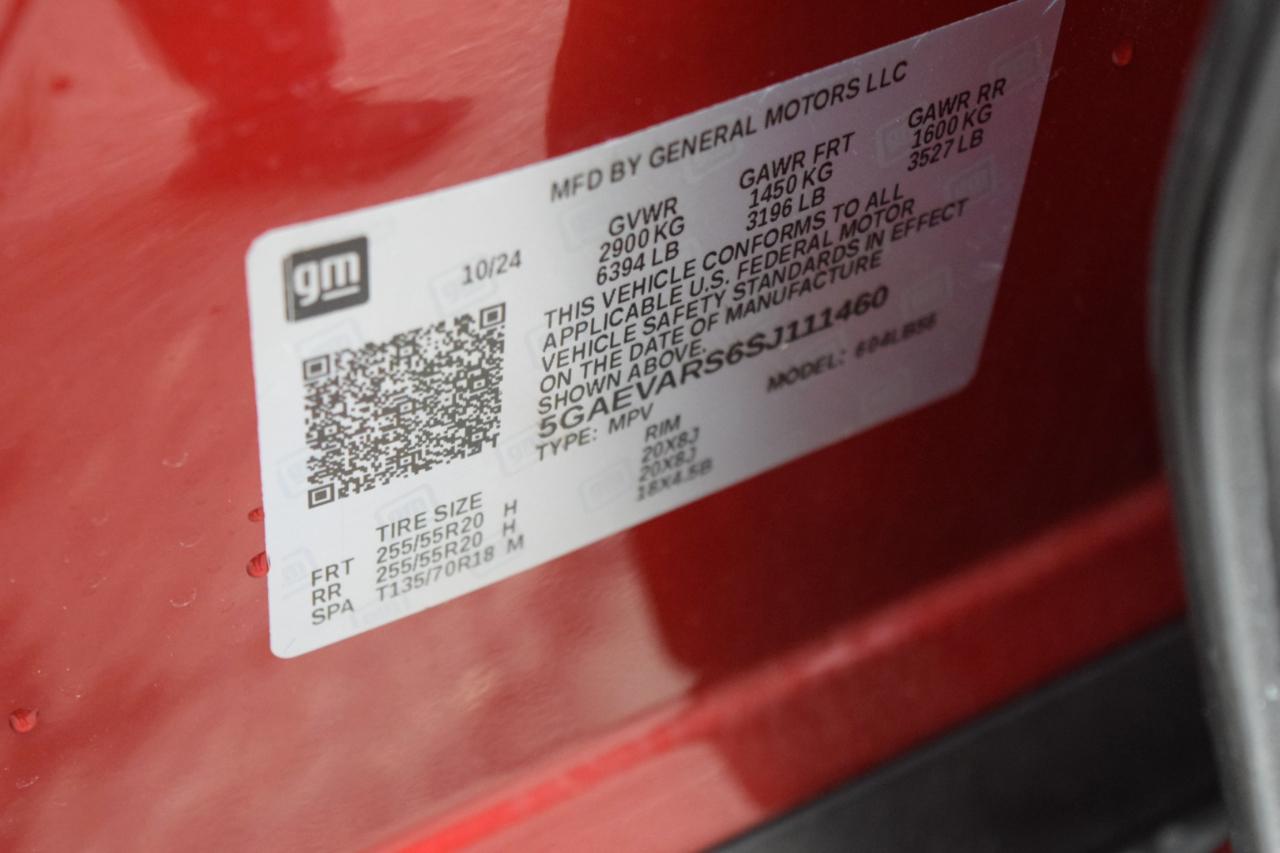 MFD BY GENERAL MOTORS LLC
gm
10/24
GVWR GAWR FRT GAWR RR
2900 KG 1450 KG 1600 KG
6394 LB 3196 LB 3527 LB
THIS VEHICLE CONFORMS TO ALL
APPLICABLE U.S. FEDERAL MOTOR
VEHICLE SAFETY STANDARDS IN EFFECT
ON THE DATE OF MANUFACTURE
SHOWN ABOVE.
5GAEVARS6SJ111460
TYPE: MPV MODEL:
TIRE SIZE RIM
FRT 255/55R20 H 20X8J
RR 255/55R20 H 20X8J
SPA T135/70R18 M 18X4.5B